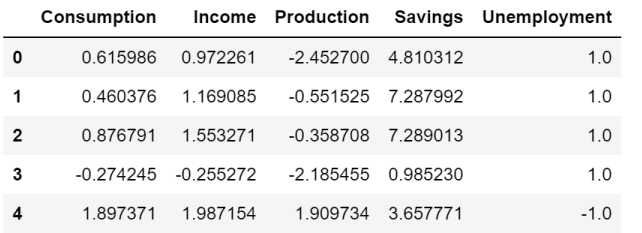 Consumption Income Production Savings Unemployment
0 0.615986 0.972261 -2.452700 4.810312 1.0
1 0.460376 1.169085 -0.551525 7.287992 1.0
2 0.876791 1.553271 -0.358708 7.289013 1.0
3 -0.274245 -0.255272 -2.185455 0.985230 1.0
4 1.897371 1.987154 1.909734 3.657771 -1.0